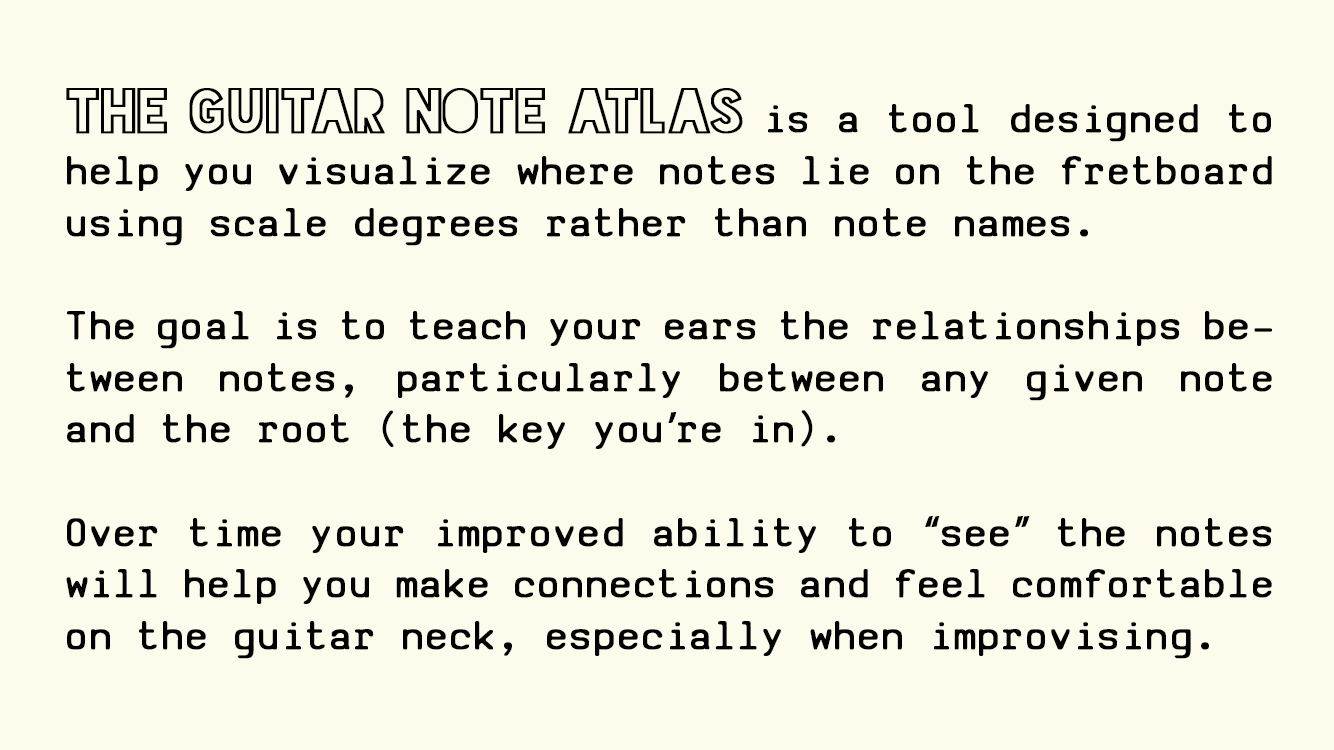 THE GUITAR NOTE ATLAS is a tool designed to
help you visualize where notes lie on the fretboard
using scale degrees rather than note names.
The goal is to teach your ears the relationships be-
tween notes, particularly between any given note
and the root (the key you’re in).
Over time your improved ability to “see” the notes
will help you make connections and feel comfortable
on the guitar neck, especially when improvising.